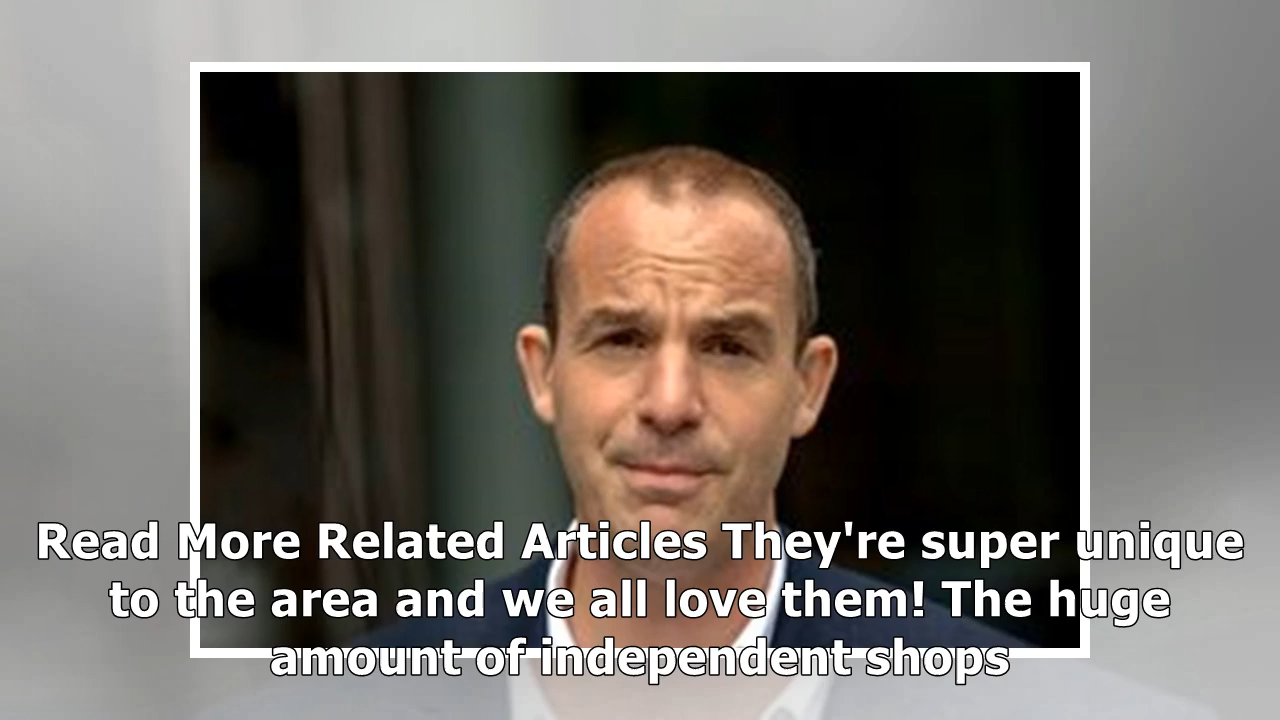 Read More Related Articles They're super unique
to the area and we all love them! The huge
amount of independent shops